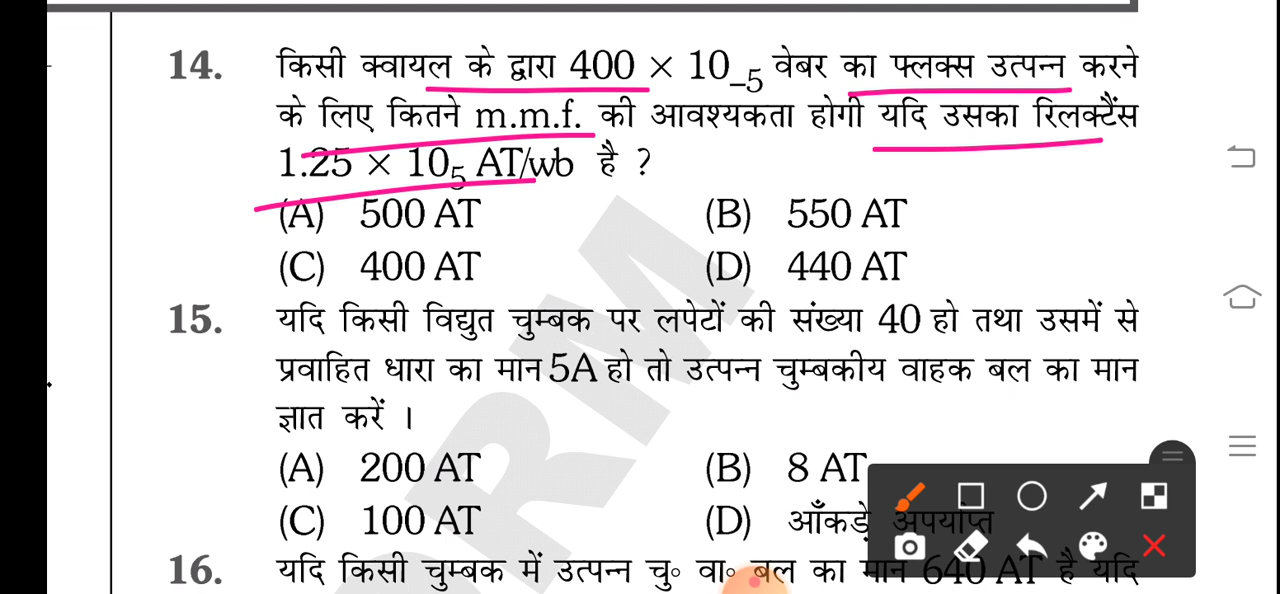 14. किसी क्वायल के द्वारा 400 × 10_5 वेबर का फ्लक्स उत्पन्न करने
के लिए कितने m.m.f. की आवश्यकता होगी यदि उसका रिलक्टैंस
1.25 × 10₅ AT/wb है ?
(A) 500 AT (B) 550 AT
(C) 400 AT (D) 440 AT
15. यदि किसी विद्युत चुम्बक पर लपेटों की संख्या 40 हो तथा उसमें से
प्रवाहित धारा का मान 5A हो तो उत्पन्न चुम्बकीय वाहक बल का मान
ज्ञात करें ।
(A) 200 AT (B) 8 AT
(C) 100 AT (D) आँकड़े अपर्याप्त
16. यदि किसी चुम्बक में उत्पन्न चु॰ वा॰ बल का मान 640 AT है यदि